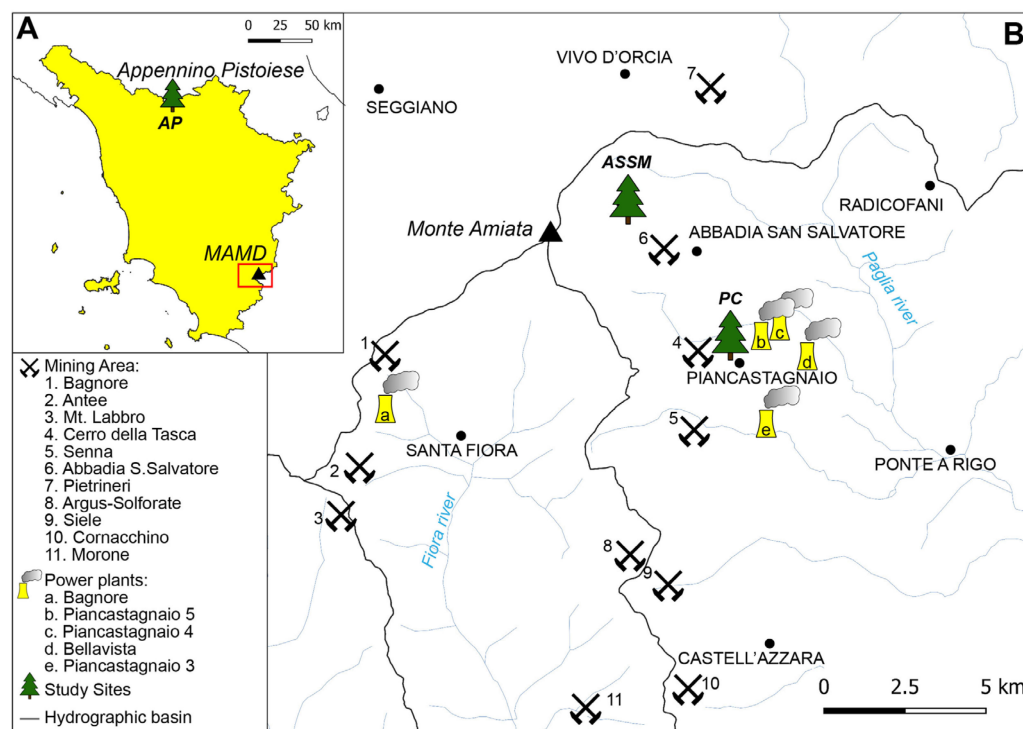 A
0 25 50 km
Appennino Pistoiese
AP
MAMD
Mining Area:
1. Bagnore
2. Antee
3. Mt. Labbro
4. Cerro della Tasca
5. Senna
6. Abbadia S.Salvatore
7. Pietrineri
8. Argus-Solforate
9. Siele
10. Cornacchino
11. Morone
Power plants:
a. Bagnore
b. Piancastagnaio 5
c. Piancastagnaio 4
d. Bellavista
e. Piancastagnaio 3
Study Sites
Hydrographic basin
B
VIVO D'ORCIA
7
SEGGIANO
ASSM
RADICOFANI
Monte Amiata
6
ABBADIA SAN SALVATORE
Paglia river
PC
b
c
d
4
PIANCASTAGNAIO
1
a
e
5
SANTA FIORA
PONTE A RIGO
2
3
Fiora river
8
9
CASTELL'AZZARA
10
11
0 2.5 5 km